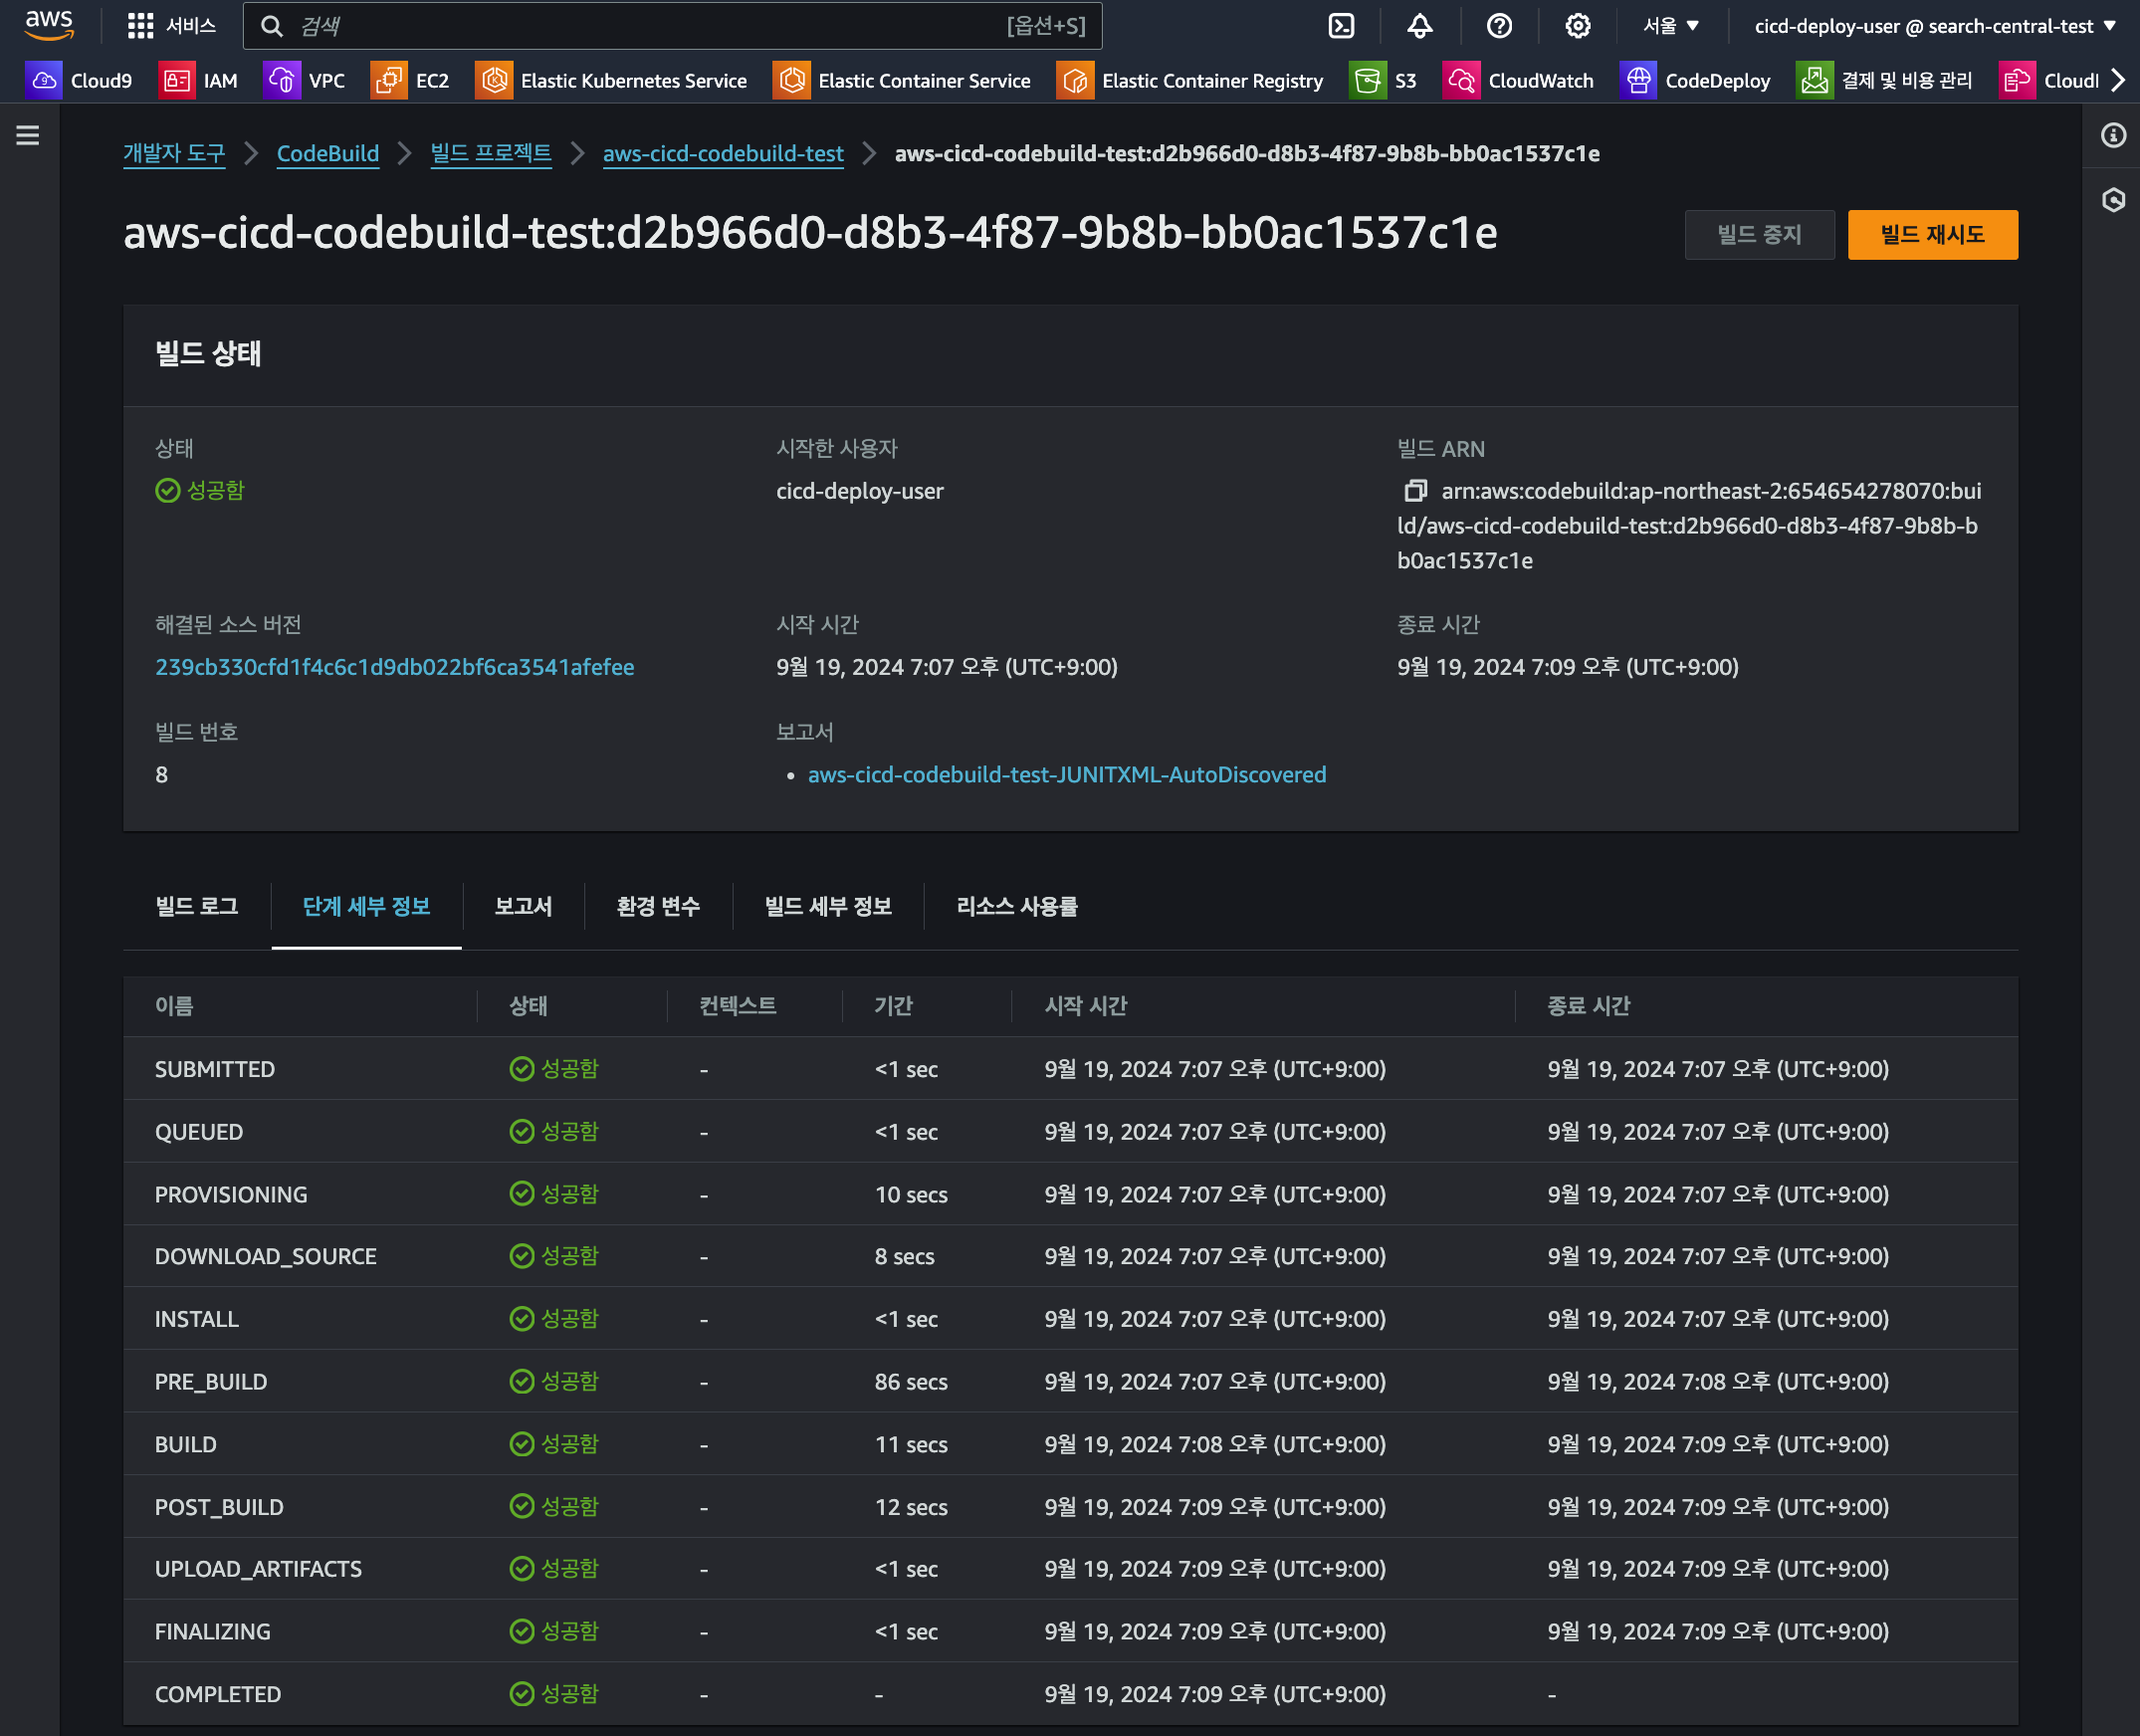 aws 서비스 검색 [옵션+S] 서울 ▼ cicd-deploy-user @ search-central-test ▼
Cloud9 IAM VPC EC2 Elastic Kubernetes Service Elastic Container Service Elastic Container Registry S3 CloudWatch CodeDeploy 결제 및 비용 관리
개발자 도구 > CodeBuild > 빌드 프로젝트 > aws-cicd-codebuild-test > aws-cicd-codebuild-test:d2b966d0-d8b3-4f87-9b8b-bb0ac1537c1e
aws-cicd-codebuild-test:d2b966d0-d8b3-4f87-9b8b-bb0ac1537c1e 빌드 중지 빌드 재시도
빌드 상태
상태 시작한 사용자 빌드 ARN
성공함 cicd-deploy-user arn:aws:codebuild:ap-northeast-2:654654278070:bui
ld/aws-cicd-codebuild-test:d2b966d0-d8b3-4f87-9b8b-b
b0ac1537c1e
해결된 소스 버전 시작 시간 종료 시간
239cb330cfd1f4c6c1d9db022bf6ca3541afefee 9월 19, 2024 7:07 오후 (UTC+9:00) 9월 19, 2024 7:09 오후 (UTC+9:00)
빌드 번호 보고서
8 • aws-cicd-codebuild-test-JUNITXML-AutoDiscovered
빌드 로그 단계 세부 정보 보고서 환경 변수 빌드 세부 정보 리소스 사용률
이름 상태 컨텍스트 기간 시작 시간 종료 시간
SUBMITTED 성공함 - <1 sec 9월 19, 2024 7:07 오후 (UTC+9:00) 9월 19, 2024 7:07 오후 (UTC+9:00)
QUEUED 성공함 - <1 sec 9월 19, 2024 7:07 오후 (UTC+9:00) 9월 19, 2024 7:07 오후 (UTC+9:00)
PROVISIONING 성공함 - 10 secs 9월 19, 2024 7:07 오후 (UTC+9:00) 9월 19, 2024 7:07 오후 (UTC+9:00)
DOWNLOAD_SOURCE 성공함 - 8 secs 9월 19, 2024 7:07 오후 (UTC+9:00) 9월 19, 2024 7:07 오후 (UTC+9:00)
INSTALL 성공함 - <1 sec 9월 19, 2024 7:07 오후 (UTC+9:00) 9월 19, 2024 7:07 오후 (UTC+9:00)
PRE_BUILD 성공함 - 86 secs 9월 19, 2024 7:07 오후 (UTC+9:00) 9월 19, 2024 7:08 오후 (UTC+9:00)
BUILD 성공함 - 11 secs 9월 19, 2024 7:08 오후 (UTC+9:00) 9월 19, 2024 7:09 오후 (UTC+9:00)
POST_BUILD 성공함 - 12 secs 9월 19, 2024 7:09 오후 (UTC+9:00) 9월 19, 2024 7:09 오후 (UTC+9:00)
UPLOAD_ARTIFACTS 성공함 - <1 sec 9월 19, 2024 7:09 오후 (UTC+9:00) 9월 19, 2024 7:09 오후 (UTC+9:00)
FINALIZING 성공함 - <1 sec 9월 19, 2024 7:09 오후 (UTC+9:00) 9월 19, 2024 7:09 오후 (UTC+9:00)
COMPLETED 성공함 - - 9월 19, 2024 7:09 오후 (UTC+9:00) -